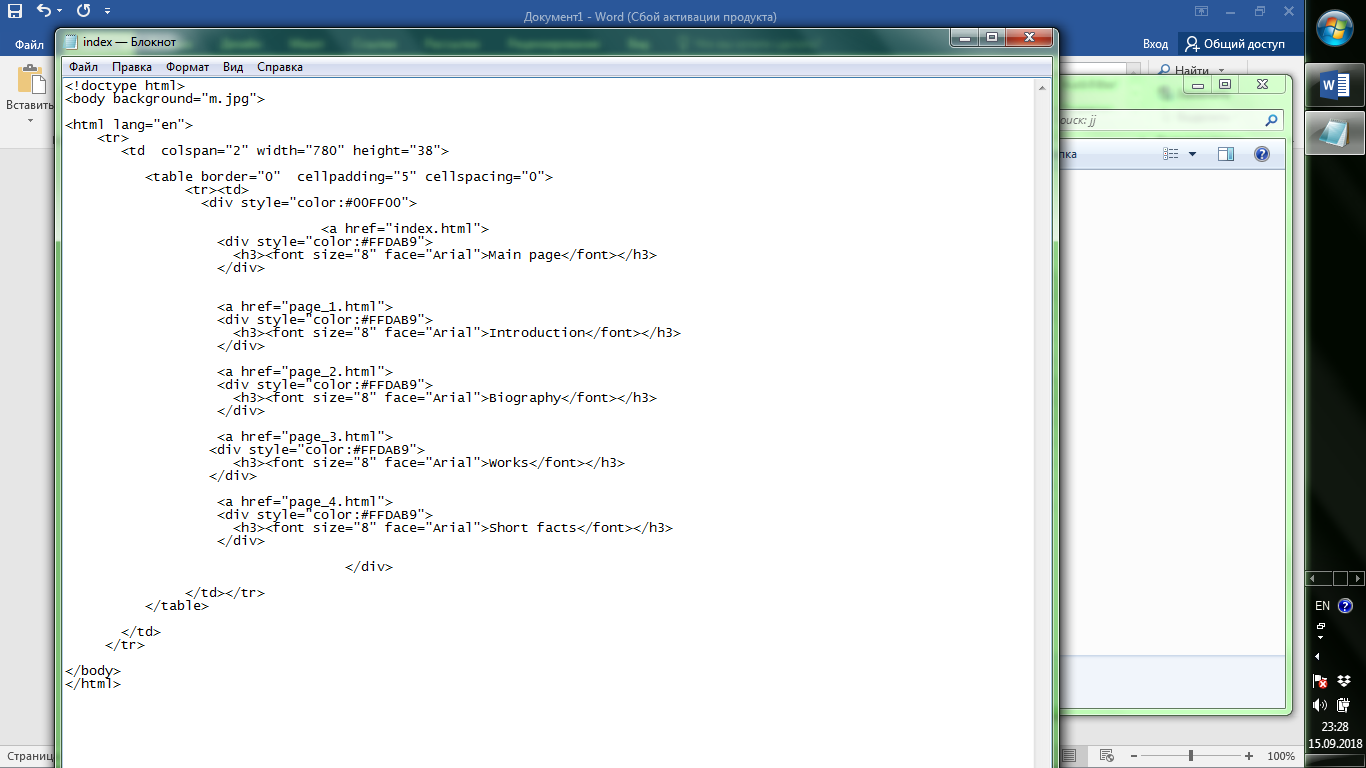 Документ1 - Word (Сбой активации продукта)
Файл
Вход
Общий доступ
Вставить
Найти
index — Блокнот
Файл Правка Формат Вид Справка
<!doctype html>
<body background="m.jpg">
<html lang="en">
<tr>
<td  colspan="2" width="780" height="38">
<table border="0"  cellpadding="5" cellspacing="0">
<tr><td>
<div style="color:#00FF00">
<a href="index.html">
<div style="color:#FFDAB9">
<h3><font size="8" face="Arial">Main page</font></h3>
</div>
<a href="page_1.html">
<div style="color:#FFDAB9">
<h3><font size="8" face="Arial">Introduction</font></h3>
</div>
<a href="page_2.html">
<div style="color:#FFDAB9">
<h3><font size="8" face="Arial">Biography</font></h3>
</div>
<a href="page_3.html">
<div style="color:#FFDAB9">
<h3><font size="8" face="Arial">Works</font></h3>
</div>
<a href="page_4.html">
<div style="color:#FFDAB9">
<h3><font size="8" face="Arial">Short facts</font></h3>
</div>
</div>
</td></tr>
</table>
</td>
</tr>
</body>
</html>
оиск: jj
пка
EN
23:28
15.09.2018
Страниц
100%